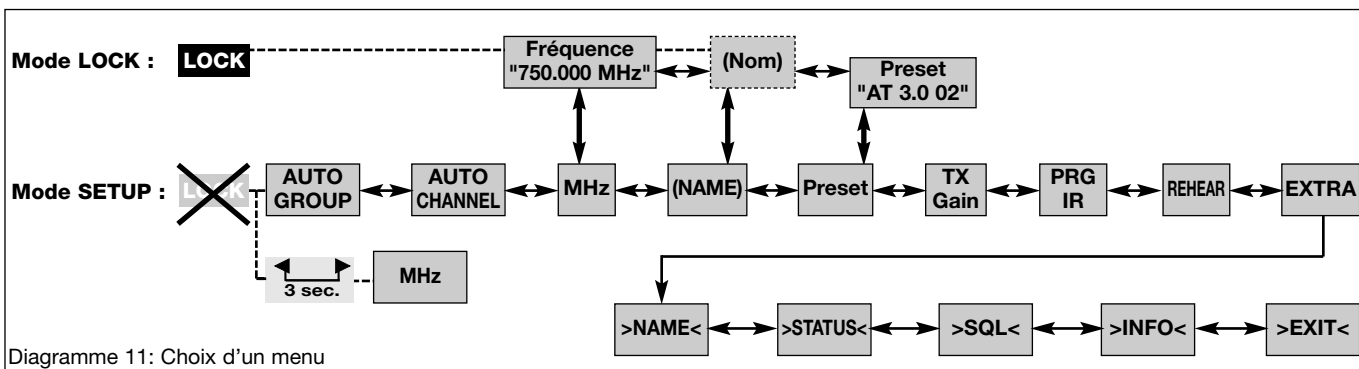 Mode LOCK :
LOCK
Fréquence
"750.000 MHz"
(Nom)
Preset
"AT 3.0 02"
Mode SETUP :
LOCK
AUTO
GROUP
AUTO
CHANNEL
MHz
(NAME)
Preset
TX
Gain
PRG
IR
REHEAR
EXTRA
3 sec.
MHz
>NAME<
>STATUS<
>SQL<
>INFO<
>EXIT<
Diagramme 11: Choix d’un menu